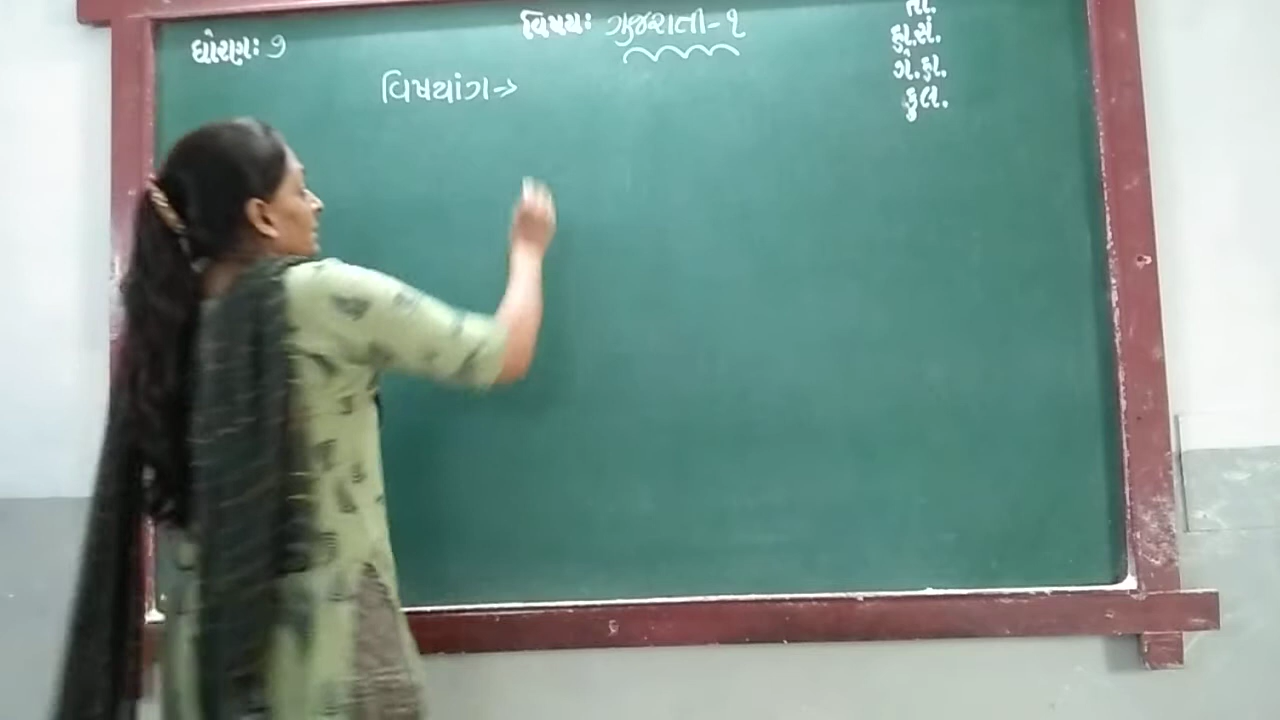 ધોરણઃ ૭
વિષયઃ ગુજરાતી-૧
વિષયાંગ →
તા.
હા.સં.
ગે.હા.
કુલ.